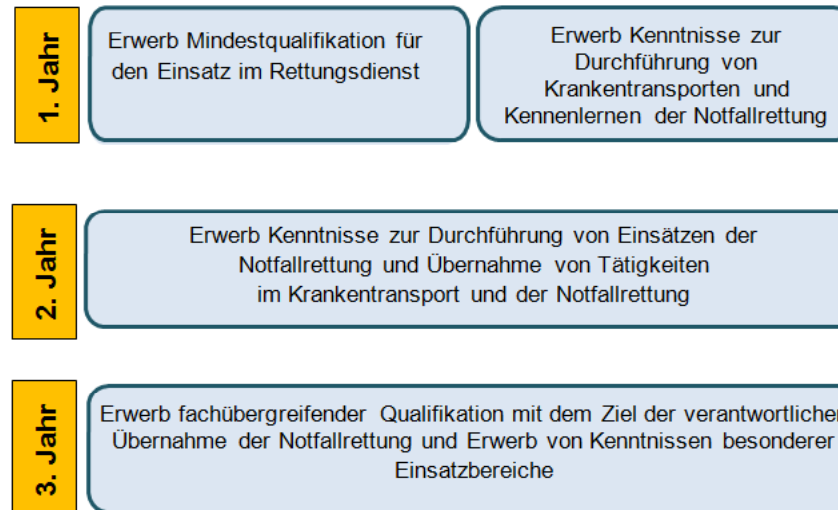 1. Jahr
Erwerb Mindestqualifikation für
den Einsatz im Rettungsdienst
Erwerb Kenntnisse zur
Durchführung von
Krankentransporten und
Kennenlernen der Notfallrettung
2. Jahr
Erwerb Kenntnisse zur Durchführung von Einsätzen der
Notfallrettung und Übernahme von Tätigkeiten
im Krankentransport und der Notfallrettung
3. Jahr
Erwerb fachübergreifender Qualifikation mit dem Ziel der verantwortlichen
Übernahme der Notfallrettung und Erwerb von Kenntnissen besonderer
Einsatzbereiche